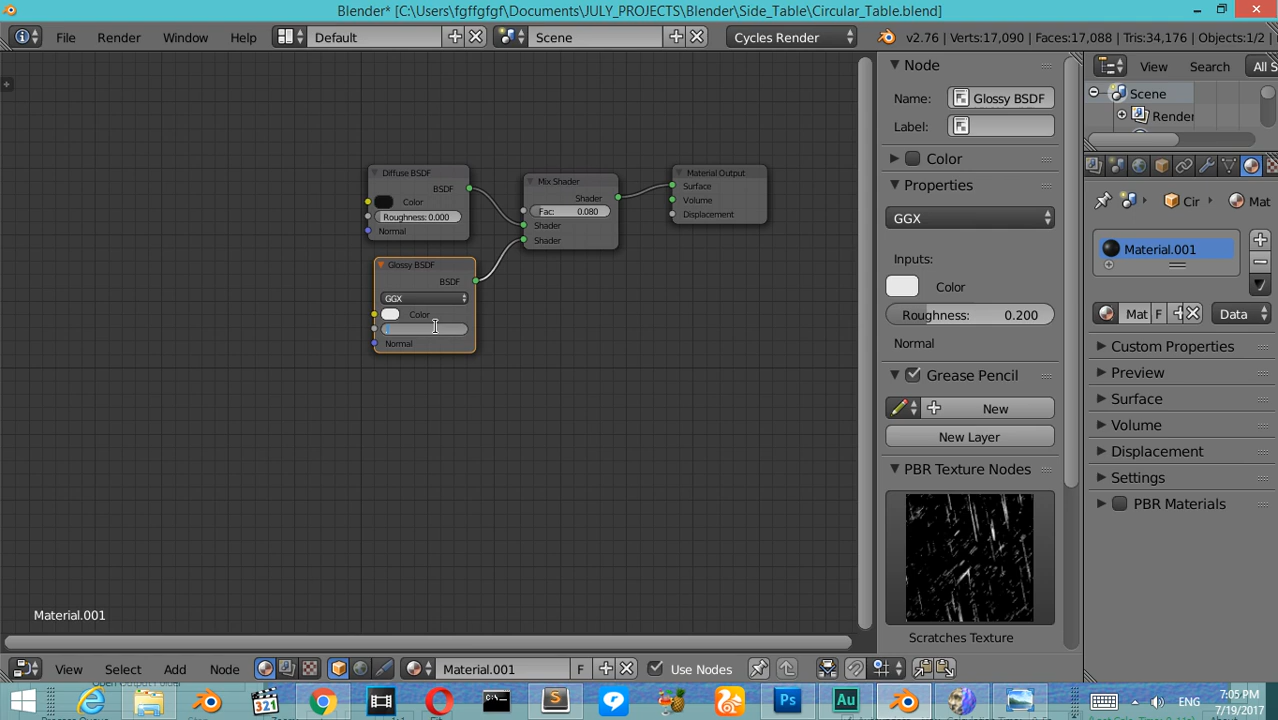 Blender* [C:\Users\fgffgfgf\Documents\JULY_PROJECTS\Blender\Side_Table\Circular_Table.blend]
File Render Window Help Default Scene Cycles Render v2.76 | Verts:17,090 | Faces:17,088 | Tris:34,176 | Objects:1/2
Node
Name: Glossy BSDF
Label:
Color
Properties
GGX
Inputs:
Color
Roughness: 0.200
Normal
Grease Pencil
New
New Layer
PBR Texture Nodes
Scratches Texture
View Search All S
Scene
Render
Cir Mat
Material.001
Mat F Data
Custom Properties
Preview
Surface
Volume
Displacement
Settings
PBR Materials
Diffuse BSDF
BSDF
Color
Roughness: 0.000
Normal
Glossy BSDF
BSDF
GGX
Color
Normal
Mix Shader
Shader
Fac: 0.080
Shader
Shader
Material Output
Surface
Volume
Displacement
Material.001
View Select Add Node Material.001 F Use Nodes
ENG
7:05 PM
7/19/2017